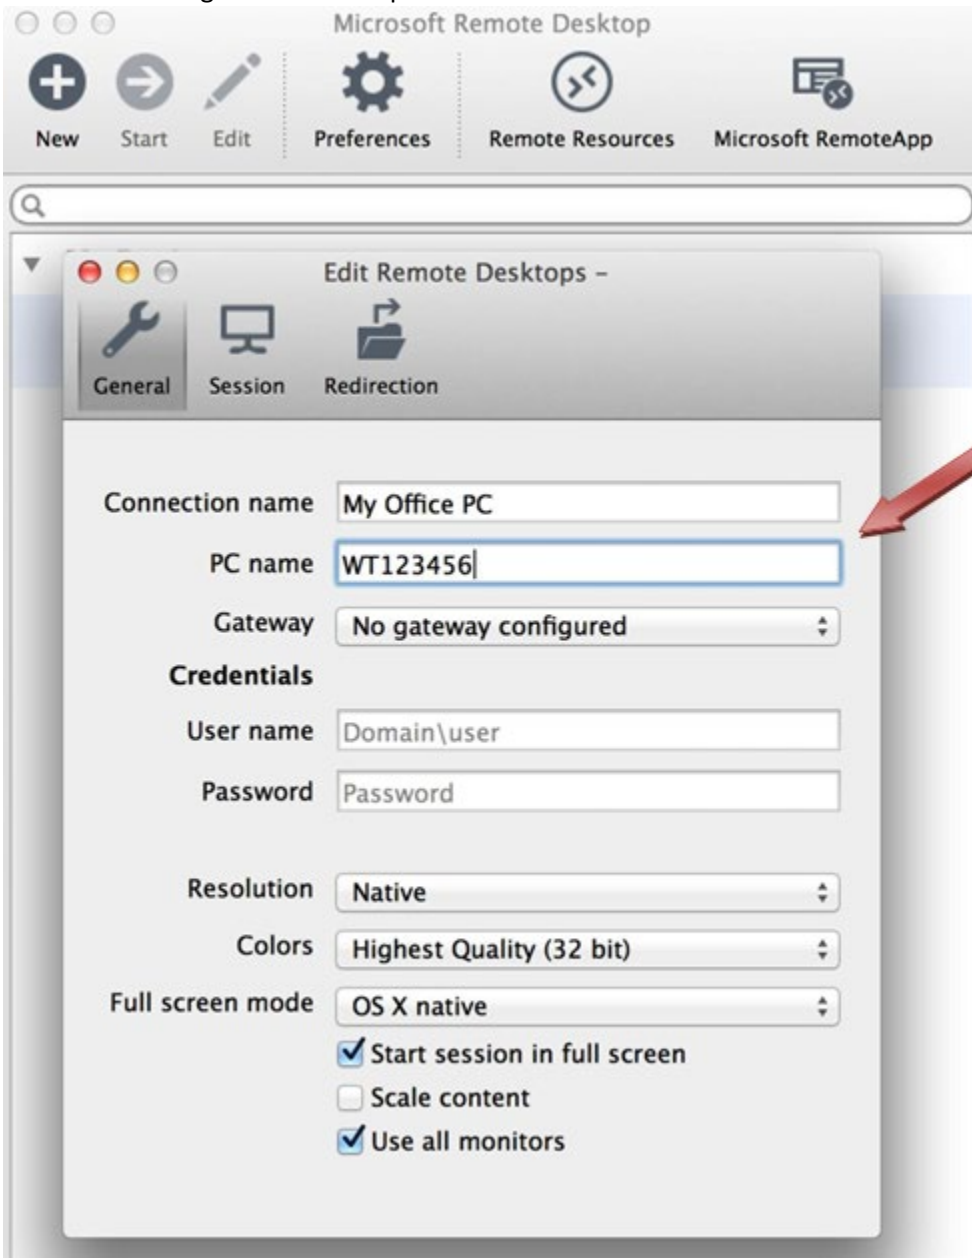 Microsoft Remote Desktop
New Start Edit Preferences Remote Resources Microsoft RemoteApp
Edit Remote Desktops –
General Session Redirection
Connection name My Office PC
PC name WT123456
Gateway No gateway configured
Credentials
User name Domain\user
Password Password
Resolution Native
Colors Highest Quality (32 bit)
Full screen mode OS X native
Start session in full screen
Scale content
Use all monitors